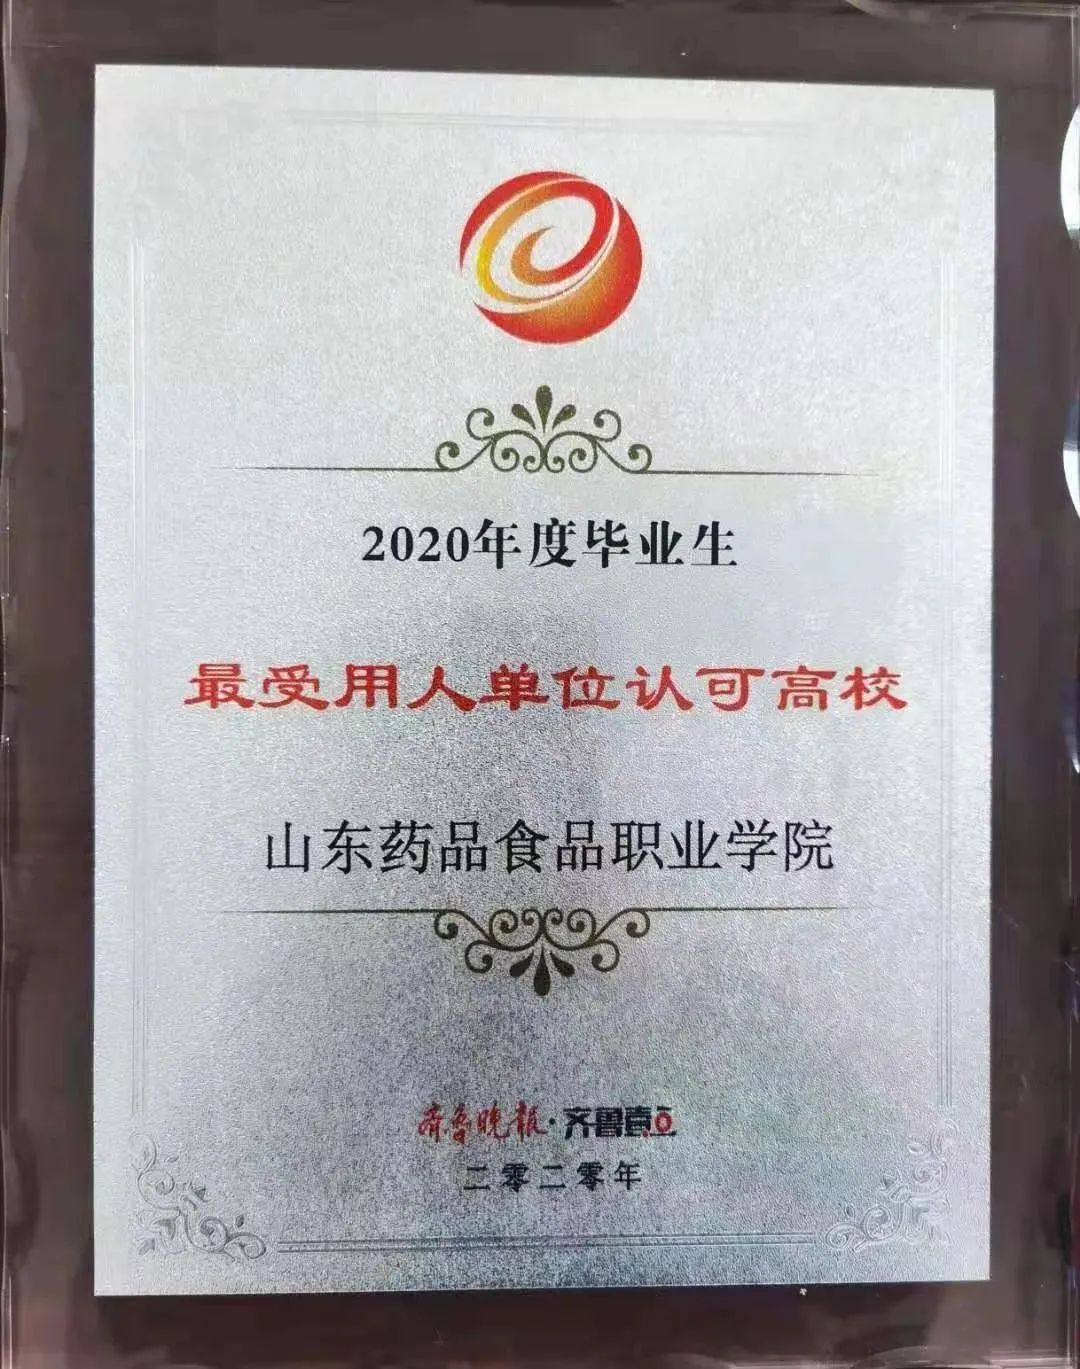 2020年度毕业生
最受用人单位认可高校
山东药品食品职业学院
齐鲁晚报·齐鲁壹点
二零二零年